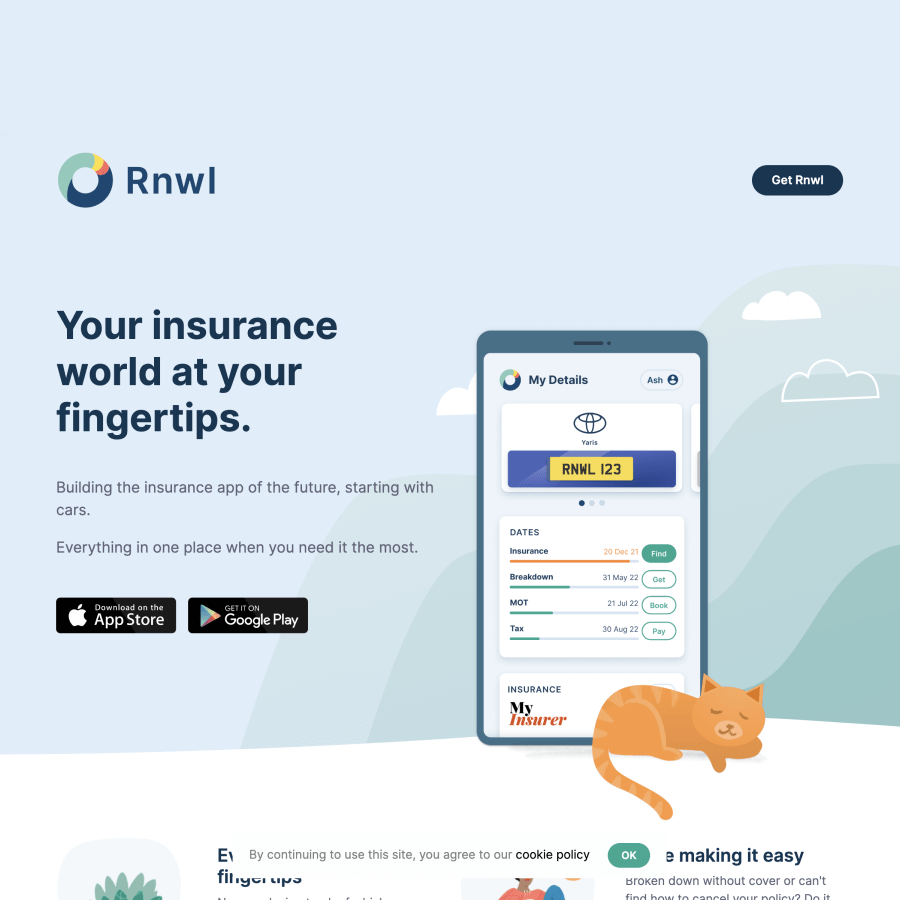 Rnwl
Get Rnwl
Your insurance
world at your
fingertips.
Building the insurance app of the future, starting with
cars.
Everything in one place when you need it the most.
Download on the
App Store
GET IT ON
Google Play
My Details
Ash
Yaris
RNWL 123
DATES
Insurance 20 Dec 21 Find
Breakdown 31 May 22 Get
MOT 21 Jul 22 Book
Tax 30 Aug 22 Pay
INSURANCE
My
Insurer
By continuing to use this site, you agree to our cookie policy OK
fingertips
making it easy
Broken down without cover or can't
find how to cancel your policy? Do it